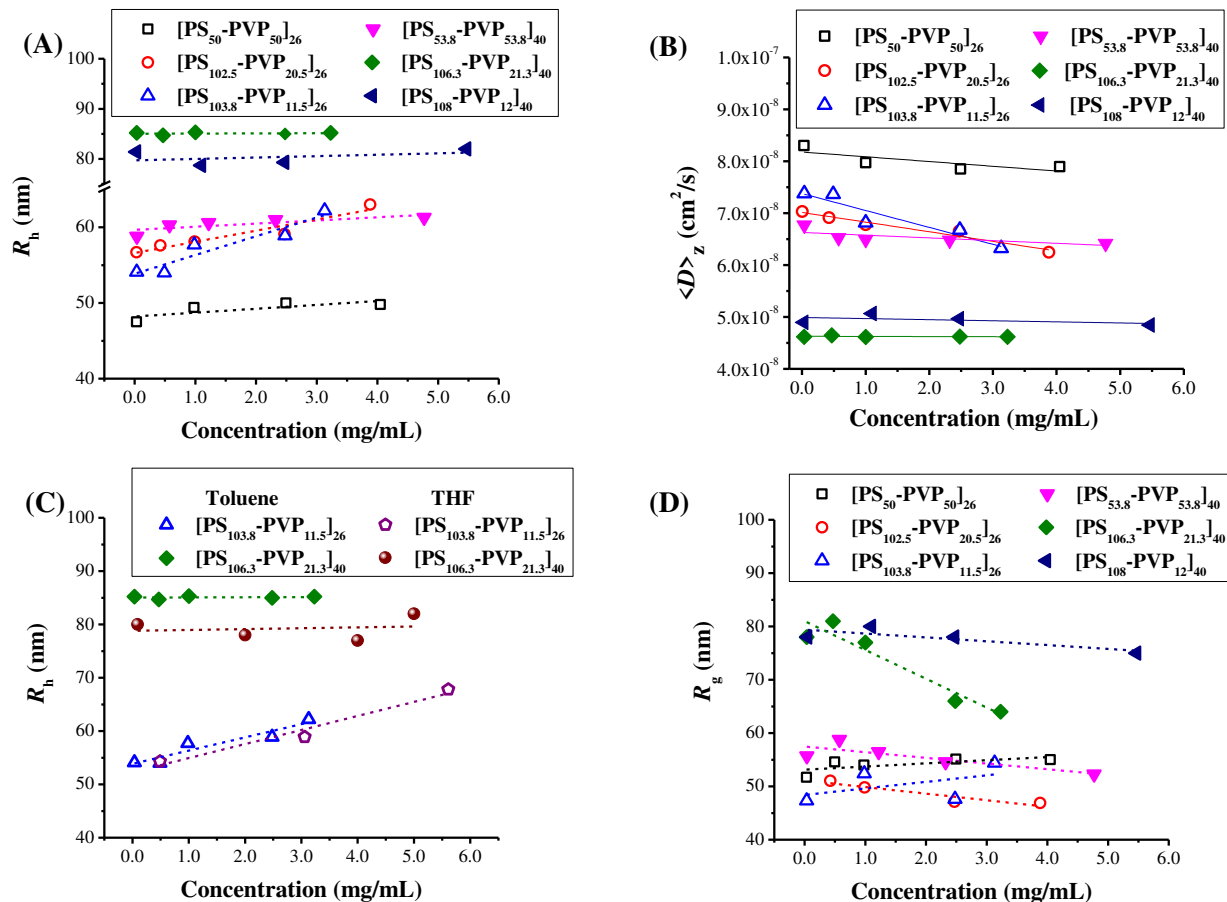 (A)
[PS50-PVP50]26 [PS53.8-PVP53.8]40
[PS102.5-PVP20.5]26 [PS106.3-PVP21.3]40
[PS103.8-PVP11.5]26 [PS108-PVP12]40
100
95
90
85
80
60
50
40
Rh (nm)
0.0 1.0 2.0 3.0 4.0 5.0 6.0
Concentration (mg/mL)
(B)
[PS50-PVP50]26 [PS53.8-PVP53.8]40
[PS102.5-PVP20.5]26 [PS106.3-PVP21.3]40
[PS103.8-PVP11.5]26 [PS108-PVP12]40
1.0x10-7
9.0x10-8
8.0x10-8
7.0x10-8
6.0x10-8
5.0x10-8
4.0x10-8
<D>z (cm2/s)
0.0 1.0 2.0 3.0 4.0 5.0 6.0
Concentration (mg/mL)
(C)
Toluene THF
[PS103.8-PVP11.5]26 [PS103.8-PVP11.5]26
[PS106.3-PVP21.3]40 [PS106.3-PVP21.3]40
100
90
80
70
60
50
40
Rh (nm)
0.0 1.0 2.0 3.0 4.0 5.0 6.0
Concentration (mg/mL)
(D)
[PS50-PVP50]26 [PS53.8-PVP53.8]40
[PS102.5-PVP20.5]26 [PS106.3-PVP21.3]40
[PS103.8-PVP11.5]26 [PS108-PVP12]40
100
90
80
70
60
50
40
Rg (nm)
0.0 1.0 2.0 3.0 4.0 5.0 6.0
Concentration (mg/mL)